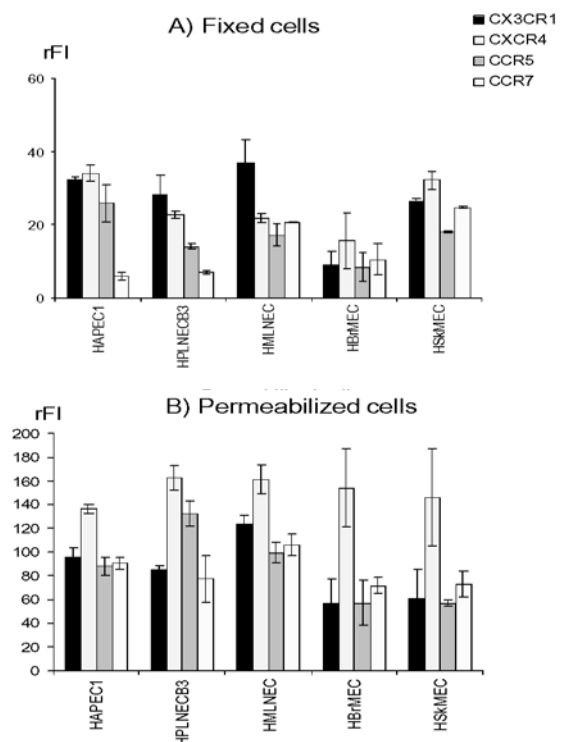 A) Fixed cells
rFI
CX3CR1
CXCR4
CCR5
CCR7
60
40
20
0
HAPEC1
HPLNECB3
HMLNEC
HBrMEC
HSkMEC
B) Permeabilized cells
rFI
200
180
160
140
120
100
80
60
40
20
0
HAPEC1
HPLNECB3
HMLNEC
HBrMEC
HSkMEC